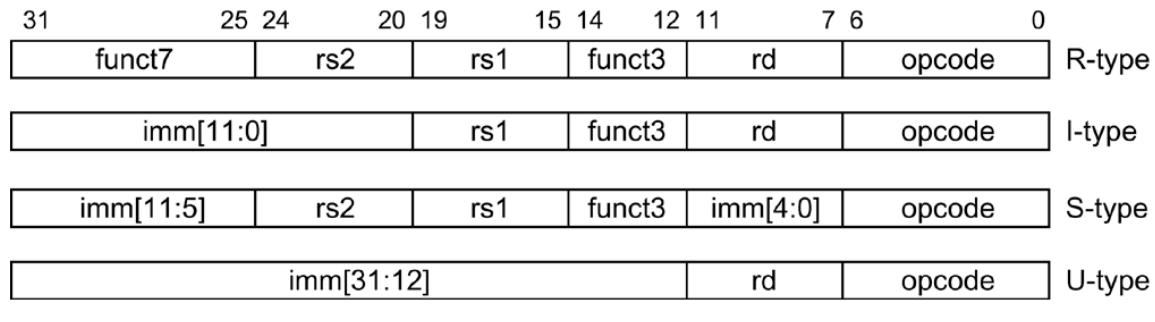 31 25 24 20 19 15 14 12 11 7 6 0
funct7 rs2 rs1 funct3 rd opcode R-type
imm[11:0] rs1 funct3 rd opcode I-type
imm[11:5] rs2 rs1 funct3 imm[4:0] opcode S-type
imm[31:12] rd opcode U-type